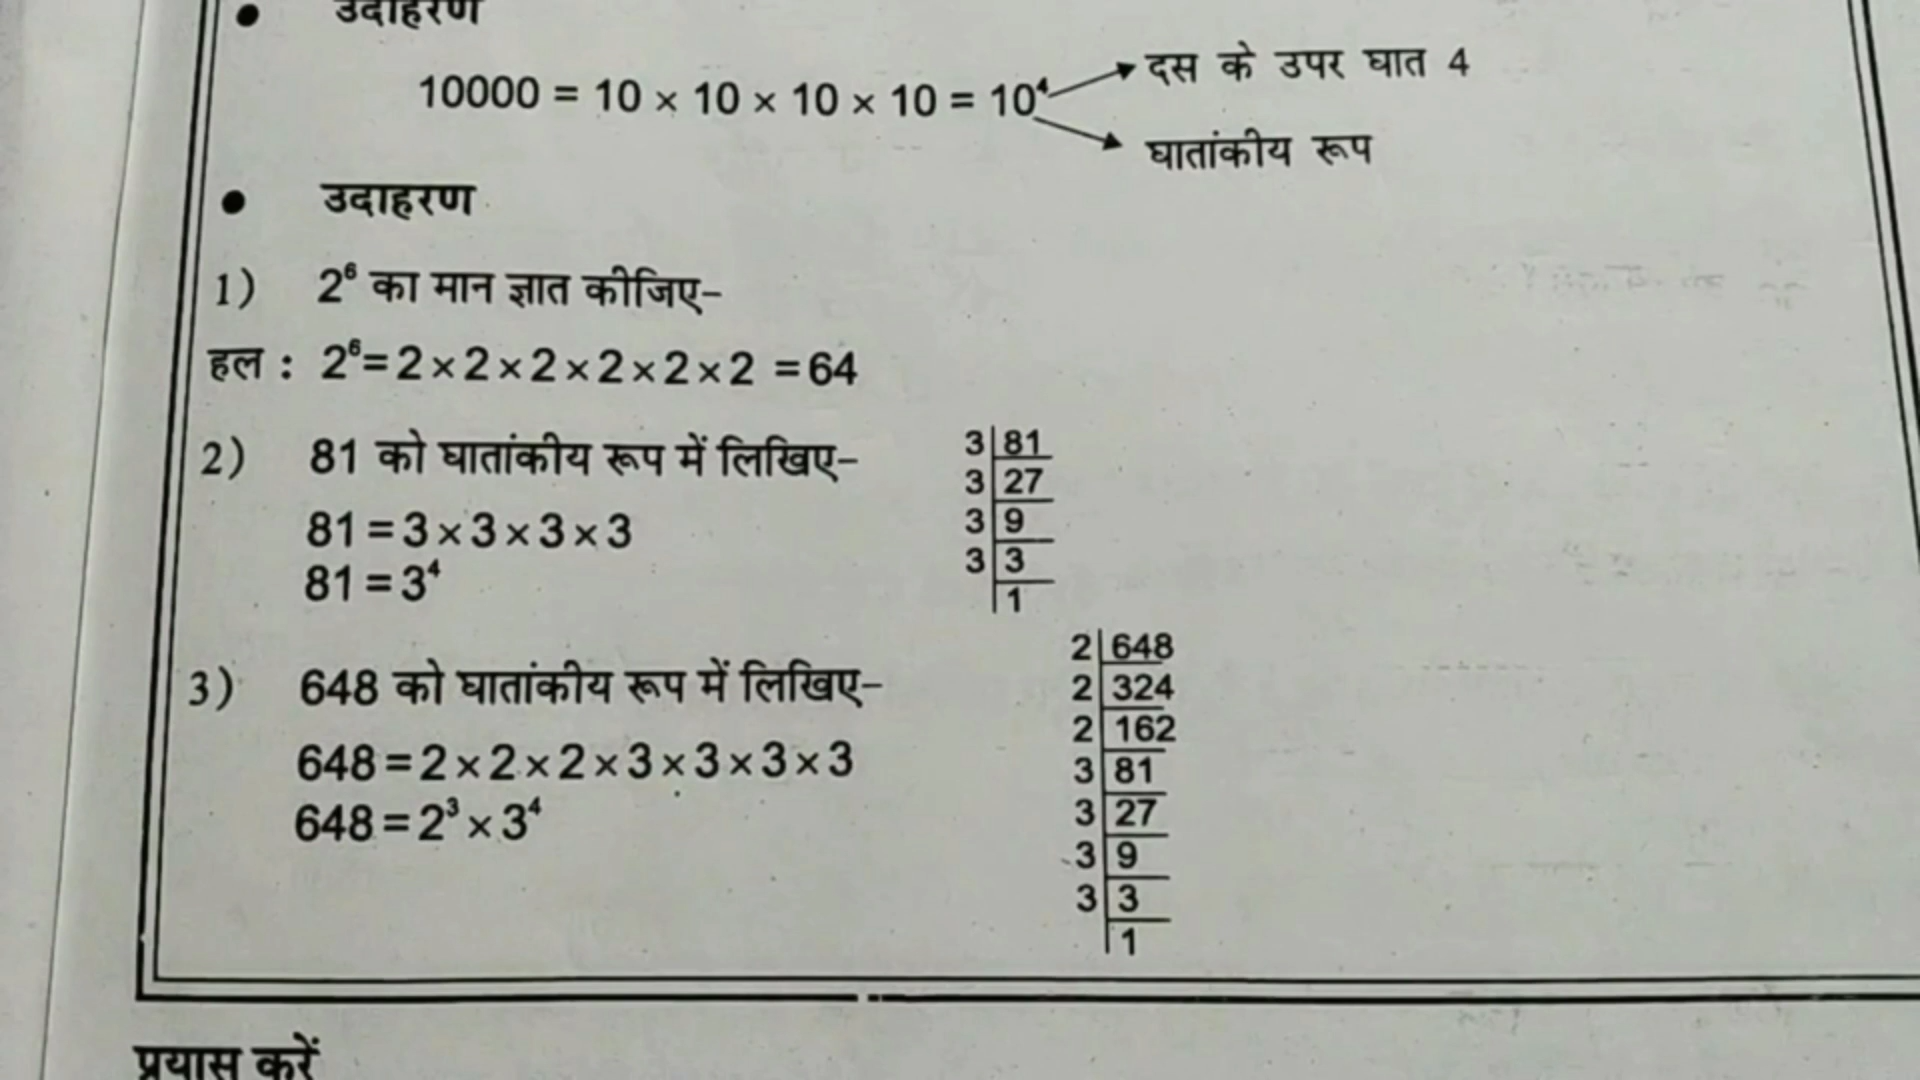 • उदाहरण
10000 = 10 × 10 × 10 × 10 = 10⁴
दस के उपर घात 4
घातांकीय रूप
• उदाहरण
1) 2⁶ का मान ज्ञात कीजिए-
हल : 2⁶= 2 × 2 × 2 × 2 × 2 × 2 = 64
2) 81 को घातांकीय रूप में लिखिए-
81 = 3 × 3 × 3 × 3
81 = 3⁴
3 81
3 27
3 9
3 3
1
3) 648 को घातांकीय रूप में लिखिए-
648 = 2 × 2 × 2 × 3 × 3 × 3 × 3
648 = 2³ × 3⁴
2 648
2 324
2 162
3 81
3 27
3 9
3 3
1
प्रयास करें